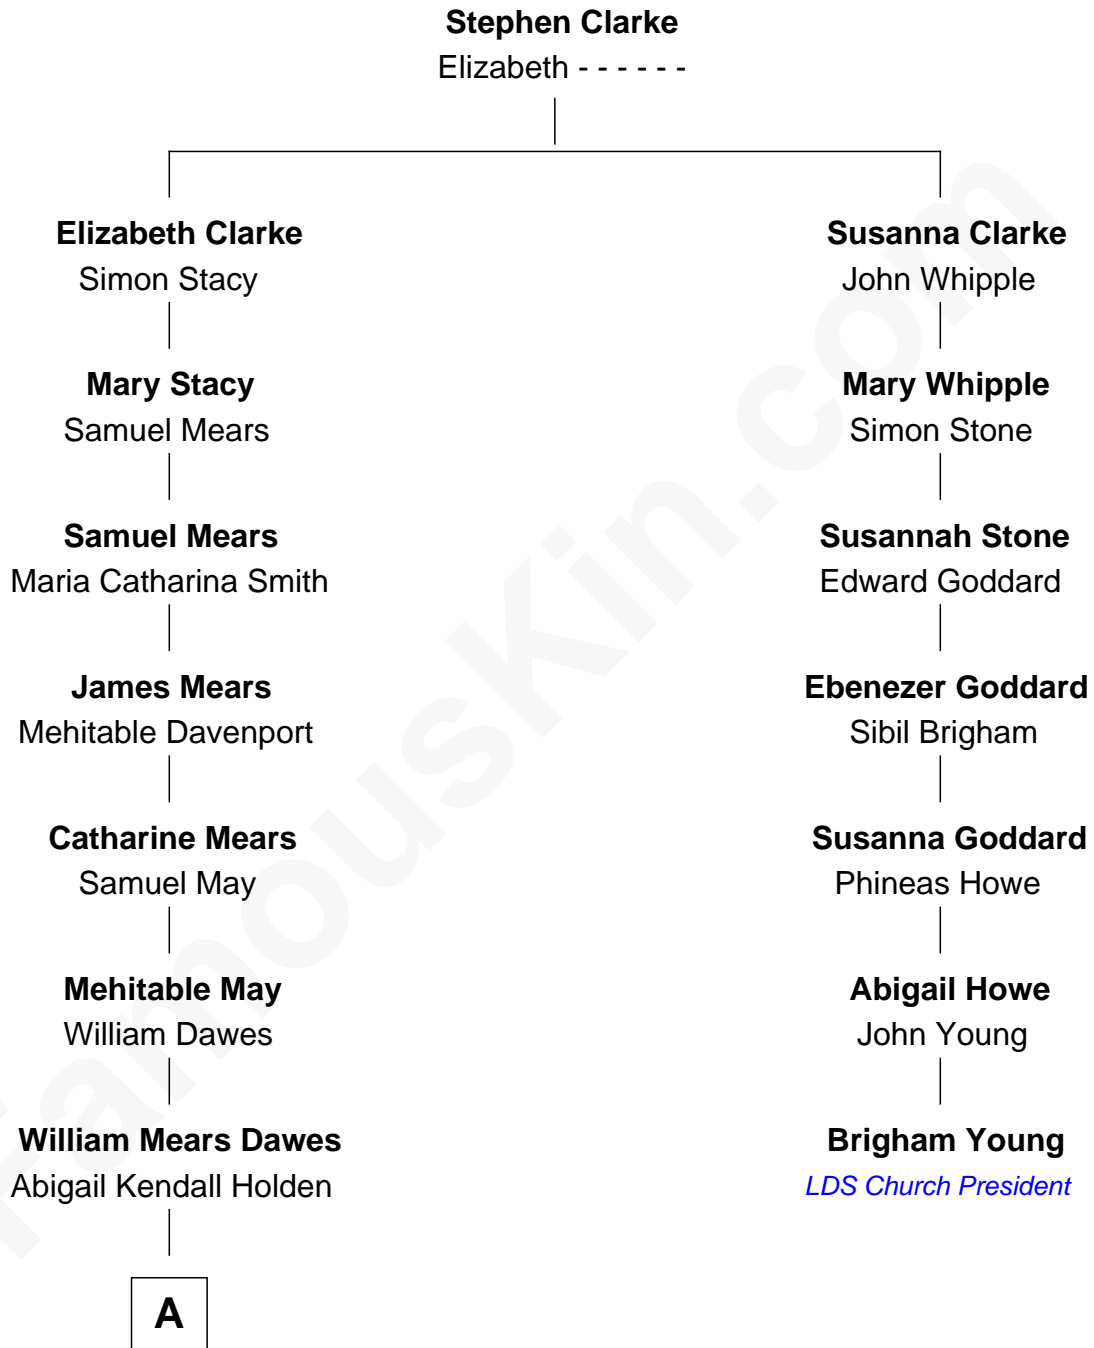 Stephen Clarke
Elizabeth - - - - - -
Elizabeth Clarke
Simon Stacy
Susanna Clarke
John Whipple
Mary Stacy
Samuel Mears
Mary Whipple
Simon Stone
Samuel Mears
Maria Catharina Smith
Susannah Stone
Edward Goddard
James Mears
Mehitable Davenport
Ebenezer Goddard
Sibil Brigham
Catharine Mears
Samuel May
Susanna Goddard
Phineas Howe
Mehitable May
William Dawes
Abigail Howe
John Young
William Mears Dawes
Abigail Kendall Holden
Brigham Young
LDS Church President
A
FamousKin.com